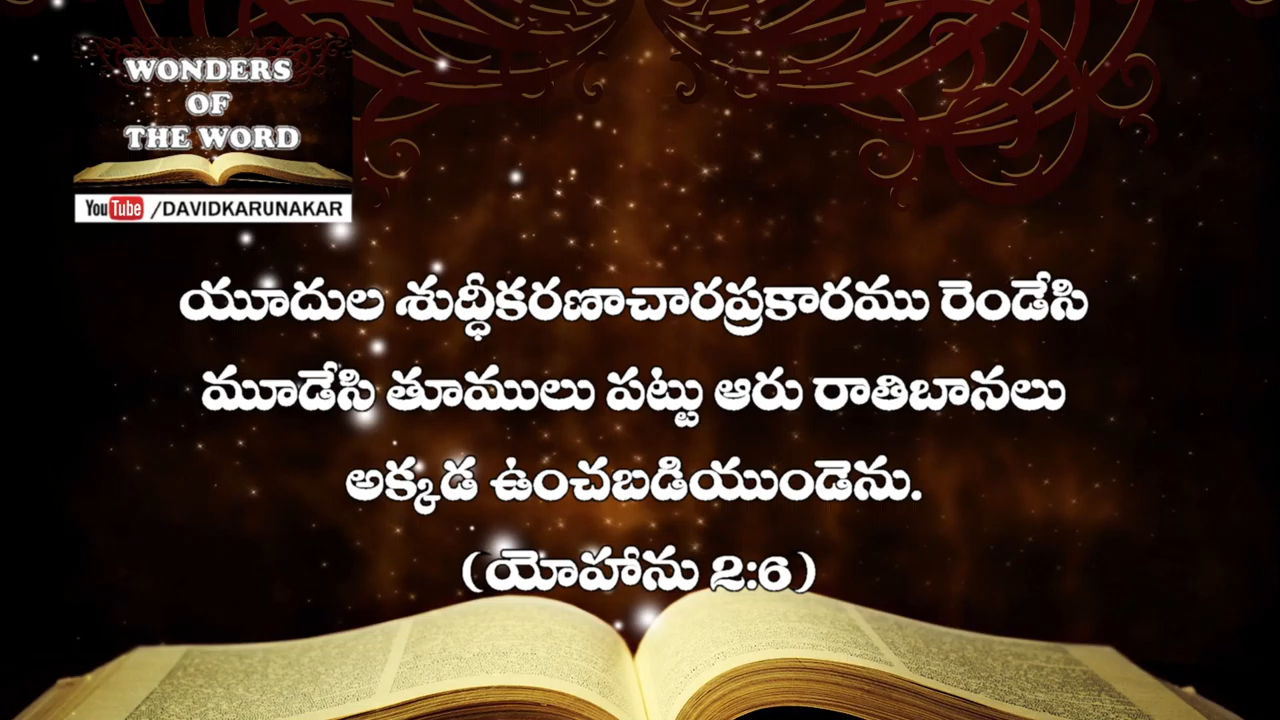 WONDERS
OF
THE WORD
YouTube /DAVIDKARUNAKAR
యూదుల శుద్ధీకరణాచారప్రకారము రెండేసి
మూడేసి తూములు పట్టు ఆరు రాతిబానలు
అక్కడ ఉంచబడియుండెను.
(యోహాను 2:6)